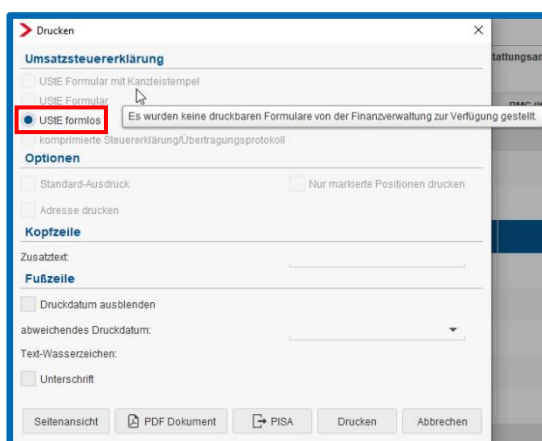 Drucken
Umsatzsteuererklärung
UStE Formular mit Kanzleistempel
UStE Formular
UStE formlos
Es wurden keine druckbaren Formulare von der Finanzverwaltung zur Verfügung gestellt.
komprimierte Steuererklärung/Übertragungsprotokoll
Optionen
Standard-Ausdruck Nur markierte Positionen drucken
Adresse drucken
Kopfzeile
Zusatztext:
Fußzeile
Druckdatum ausblenden
abweichendes Druckdatum:
Text-Wasserzeichen:
Unterschrift
Seitenansicht PDF Dokument PISA Drucken Abbrechen
tattungsan